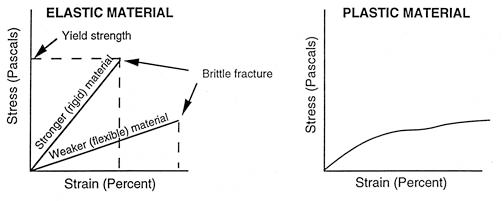 ELASTIC MATERIAL
Yield strength
Stronger (rigid) material
Weaker (flexible) material
Brittle fracture
Stress (Pascals)
Strain (Percent)
PLASTIC MATERIAL
Stress (Pascals)
Strain (Percent)